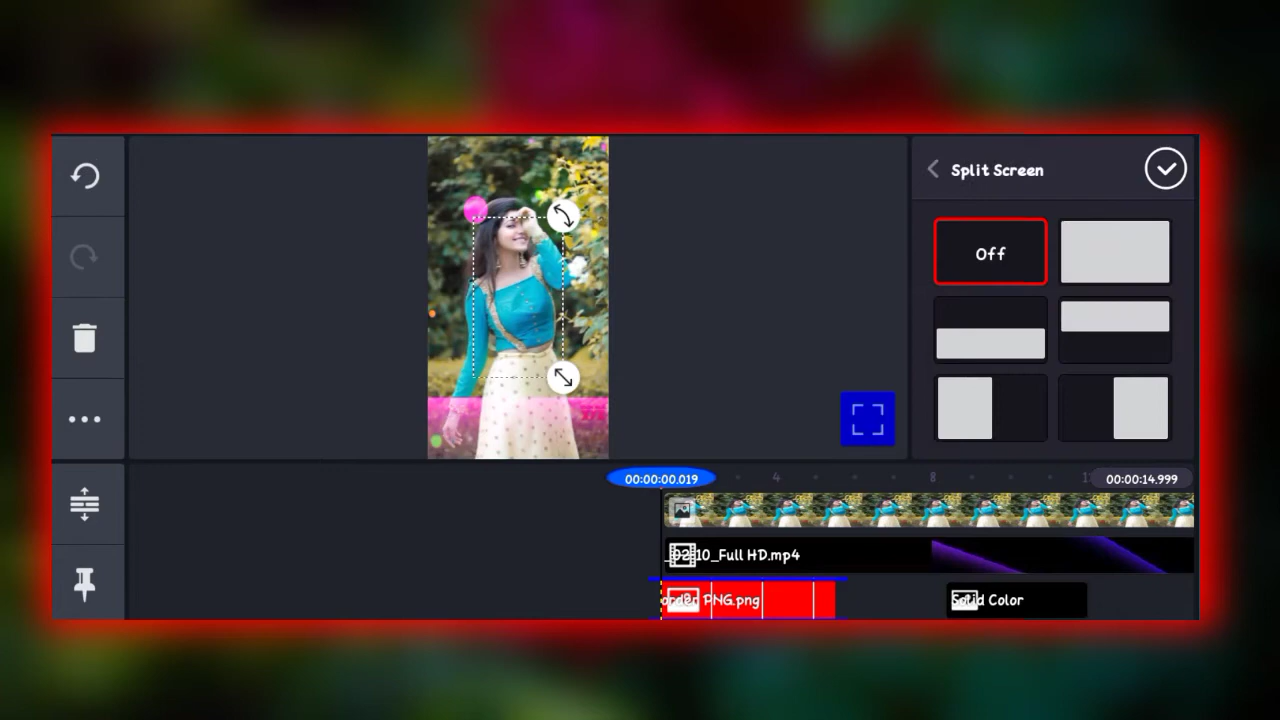 Split Screen
Off
00:00:00.019
4
8
00:00:14.999
10_Full HD.mp4
PNG.png
Solid Color